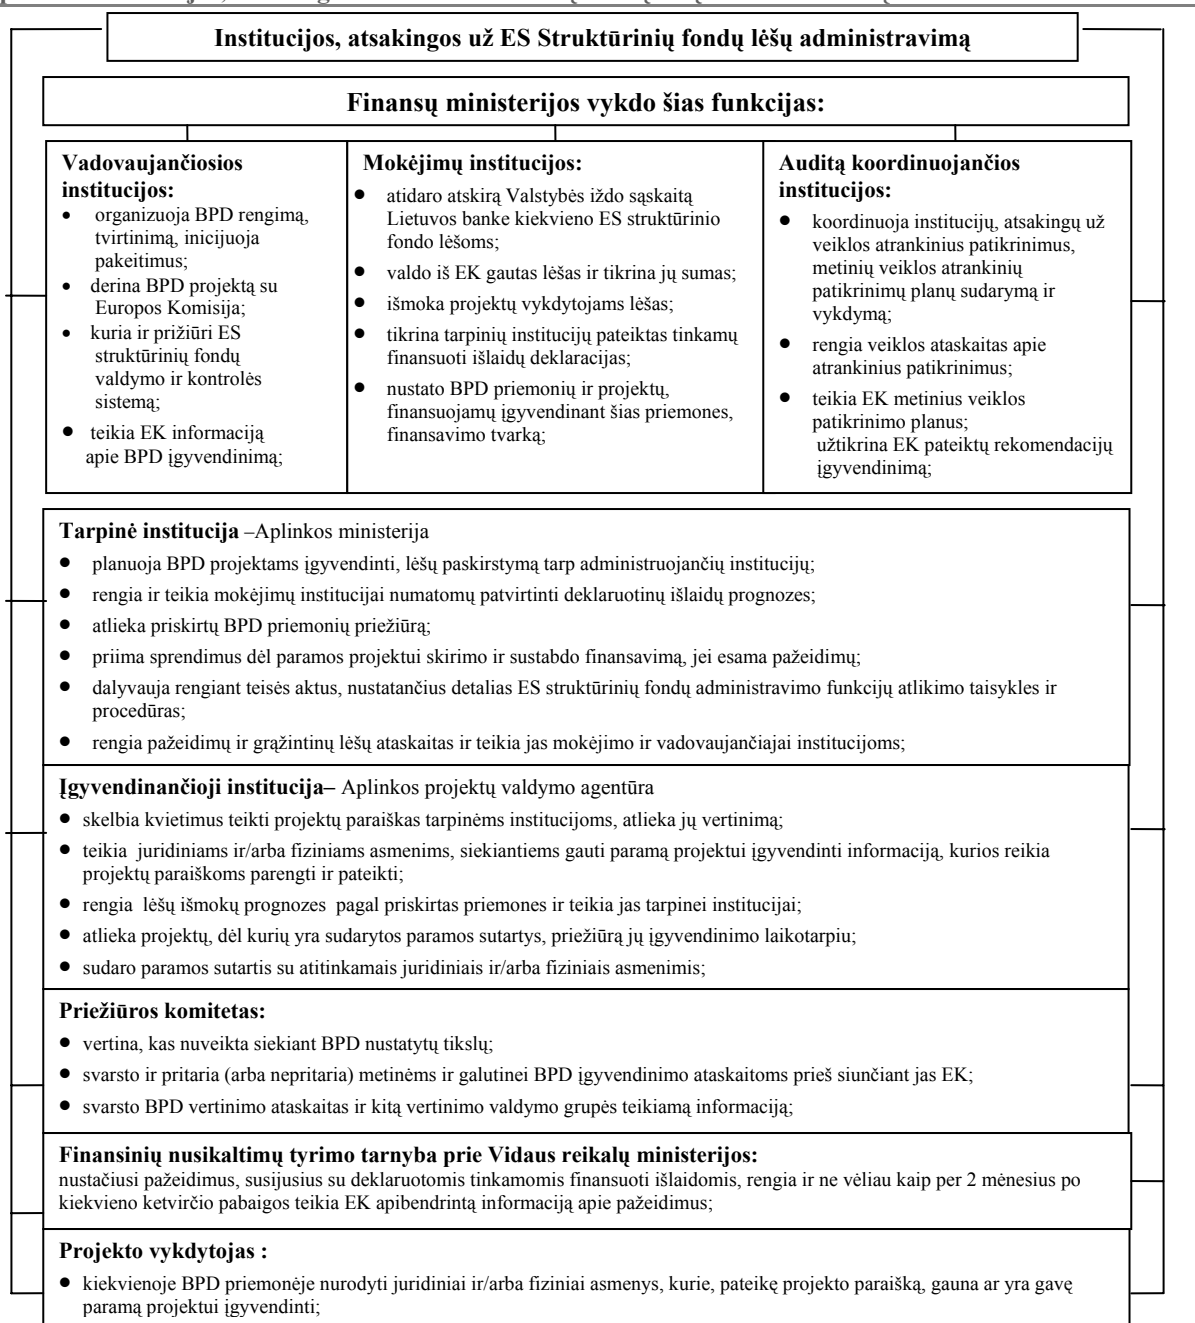 Institucijos, atsakingos už ES Struktūrinių fondų lėšų administravimą
Finansų ministerijos vykdo šias funkcijas:
Vadovaujančiosios
institucijos:
• organizuoja BPD rengimą,
tvirtinimą, inicijuoja
pakeitimus;
• derina BPD projektą su
Europos Komisija;
• kuria ir prižiūri ES
struktūrinių fondų
valdymo ir kontrolės
sistemą;
• teikia EK informaciją
apie BPD įgyvendinimą;
Mokėjimų institucijos:
• atidaro atskirą Valstybės iždo sąskaitą
Lietuvos banke kiekvieno ES struktūrinio
fondo lėšoms;
• valdo iš EK gautas lėšas ir tikrina jų sumas;
• išmoka projektų vykdytojams lėšas;
• tikrina tarpinių institucijų pateiktas tinkamų
finansuoti išlaidų deklaracijas;
• nustato BPD priemonių ir projektų,
finansuojamų įgyvendinant šias priemones,
finansavimo tvarką;
Auditą koordinuojančios
institucijos:
• koordinuoja institucijų, atsakingų už
veiklos atrankinius patikrinimus,
metinių veiklos atrankinių
patikrinimų planų sudarymą ir
vykdymą;
• rengia veiklos ataskaitas apie
atrankinius patikrinimus;
• teikia EK metinius veiklos
patikrinimo planus;
užtikrina EK pateiktų rekomendacijų
įgyvendinimą;
Tarpinė institucija –Aplinkos ministerija
• planuoja BPD projektams įgyvendinti, lėšų paskirstymą tarp administruojančių institucijų;
• rengia ir teikia mokėjimų institucijai numatomų patvirtinti deklaruotinų išlaidų prognozes;
• atlieka priskirtų BPD priemonių priežiūrą;
• priima sprendimus dėl paramos projektui skirimo ir sustabdo finansavimą, jei esama pažeidimų;
• dalyvauja rengiant teisės aktus, nustatančius detalias ES struktūrinių fondų administravimo funkcijų atlikimo taisykles ir
procedūras;
• rengia pažeidimų ir grąžintinų lėšų ataskaitas ir teikia jas mokėjimo ir vadovaujančiajai institucijoms;
Įgyvendinančioji institucija– Aplinkos projektų valdymo agentūra
• skelbia kvietimus teikti projektų paraiškas tarpinėms institucijoms, atlieka jų vertinimą;
• teikia juridiniams ir/arba fiziniams asmenims, siekiantiems gauti paramą projektui įgyvendinti informaciją, kurios reikia
projektų paraiškoms parengti ir pateikti;
• rengia lėšų išmokų prognozes pagal priskirtas priemones ir teikia jas tarpinei institucijai;
• atlieka projektų, dėl kurių yra sudarytos paramos sutartys, priežiūrą jų įgyvendinimo laikotarpiu;
• sudaro paramos sutartis su atitinkamais juridiniais ir/arba fiziniais asmenimis;
Priežiūros komitetas:
• vertina, kas nuveikta siekiant BPD nustatytų tikslų;
• svarsto ir pritaria (arba nepritaria) metinėms ir galutinei BPD įgyvendinimo ataskaitoms prieš siunčiant jas EK;
• svarsto BPD vertinimo ataskaitas ir kitą vertinimo valdymo grupės teikiamą informaciją;
Finansinių nusikaltimų tyrimo tarnyba prie Vidaus reikalų ministerijos:
nustačiusi pažeidimus, susijusius su deklaruotomis tinkamomis finansuoti išlaidomis, rengia ir ne vėliau kaip per 2 mėnesius po
kiekvieno ketvirčio pabaigos teikia EK apibendrintą informaciją apie pažeidimus;
Projekto vykdytojas :
• kiekvienoje BPD priemonėje nurodyti juridiniai ir/arba fiziniai asmenys, kurie, pateikę projekto paraišką, gauna ar yra gavę
paramą projektui įgyvendinti;